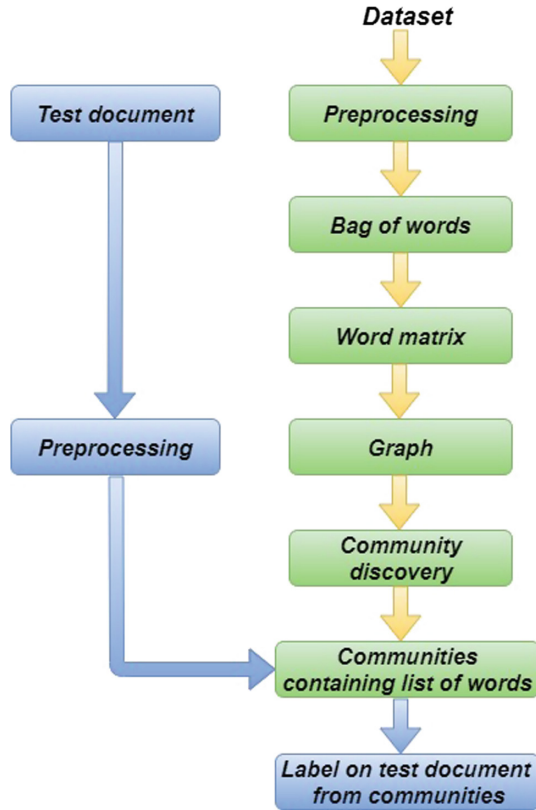 Dataset
Test document
Preprocessing
Bag of words
Word matrix
Preprocessing
Graph
Community
discovery
Communities
containing list of words
Label on test document
from communities